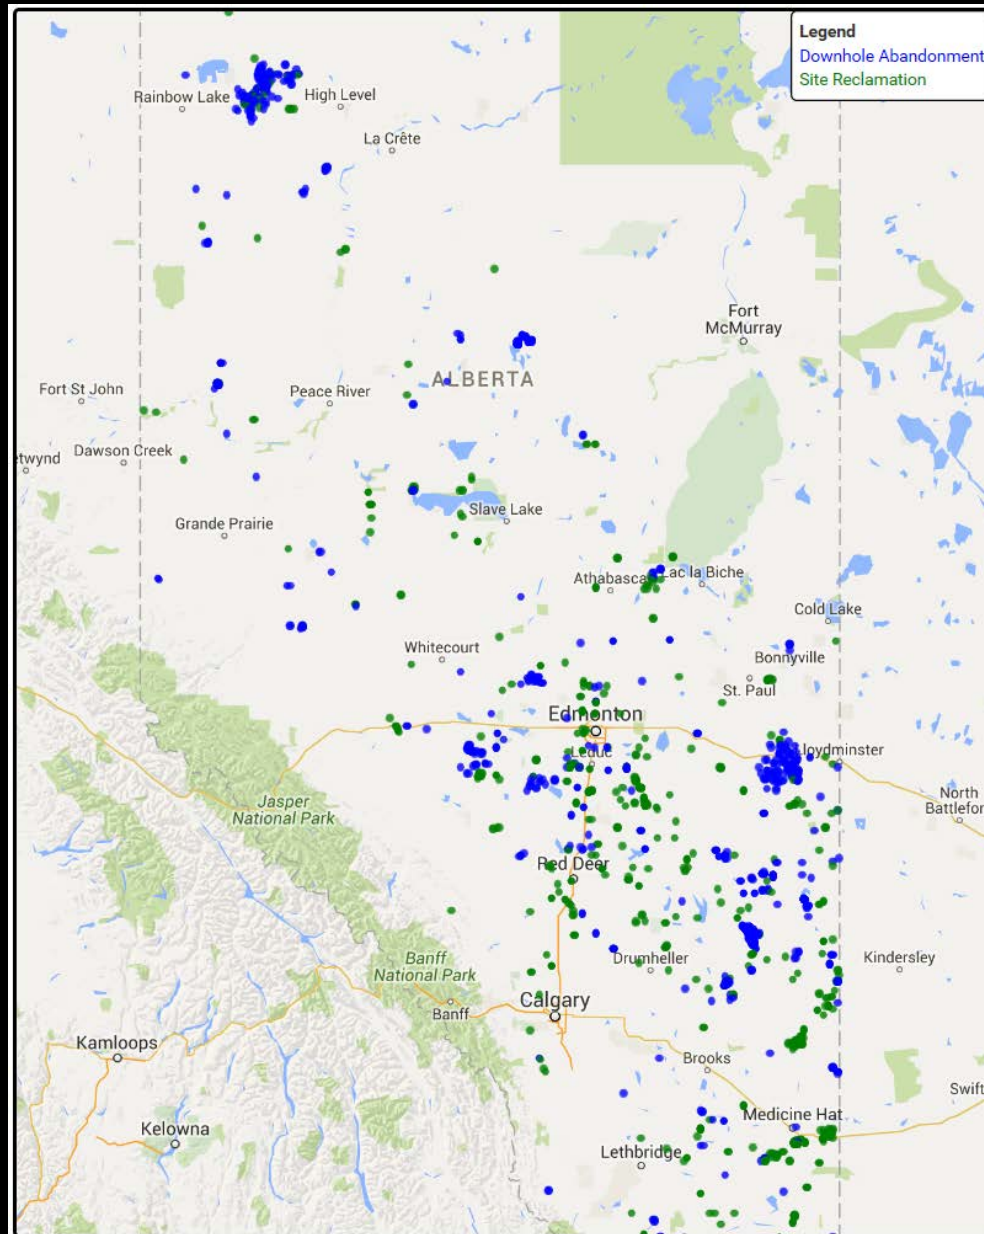 Legend
Downhole Abandonment
Site Reclamation
Rainbow Lake
High Level
La Crête
Fort
McMurray
ALBERTA
Fort St John
Peace River
Dawson Creek
etwynd
Slave Lake
Grande Prairie
Athabasca
Lac la Biche
Cold Lake
Whitecourt
Bonnyville
St. Paul
Edmonton
Leduc
Lloydminster
North
Battlefor
Jasper
National Park
Red Deer
Banff
National Park
Drumheller
Kindersley
Calgary
Banff
Kamloops
Brooks
Swift
Medicine Hat
Kelowna
Lethbridge